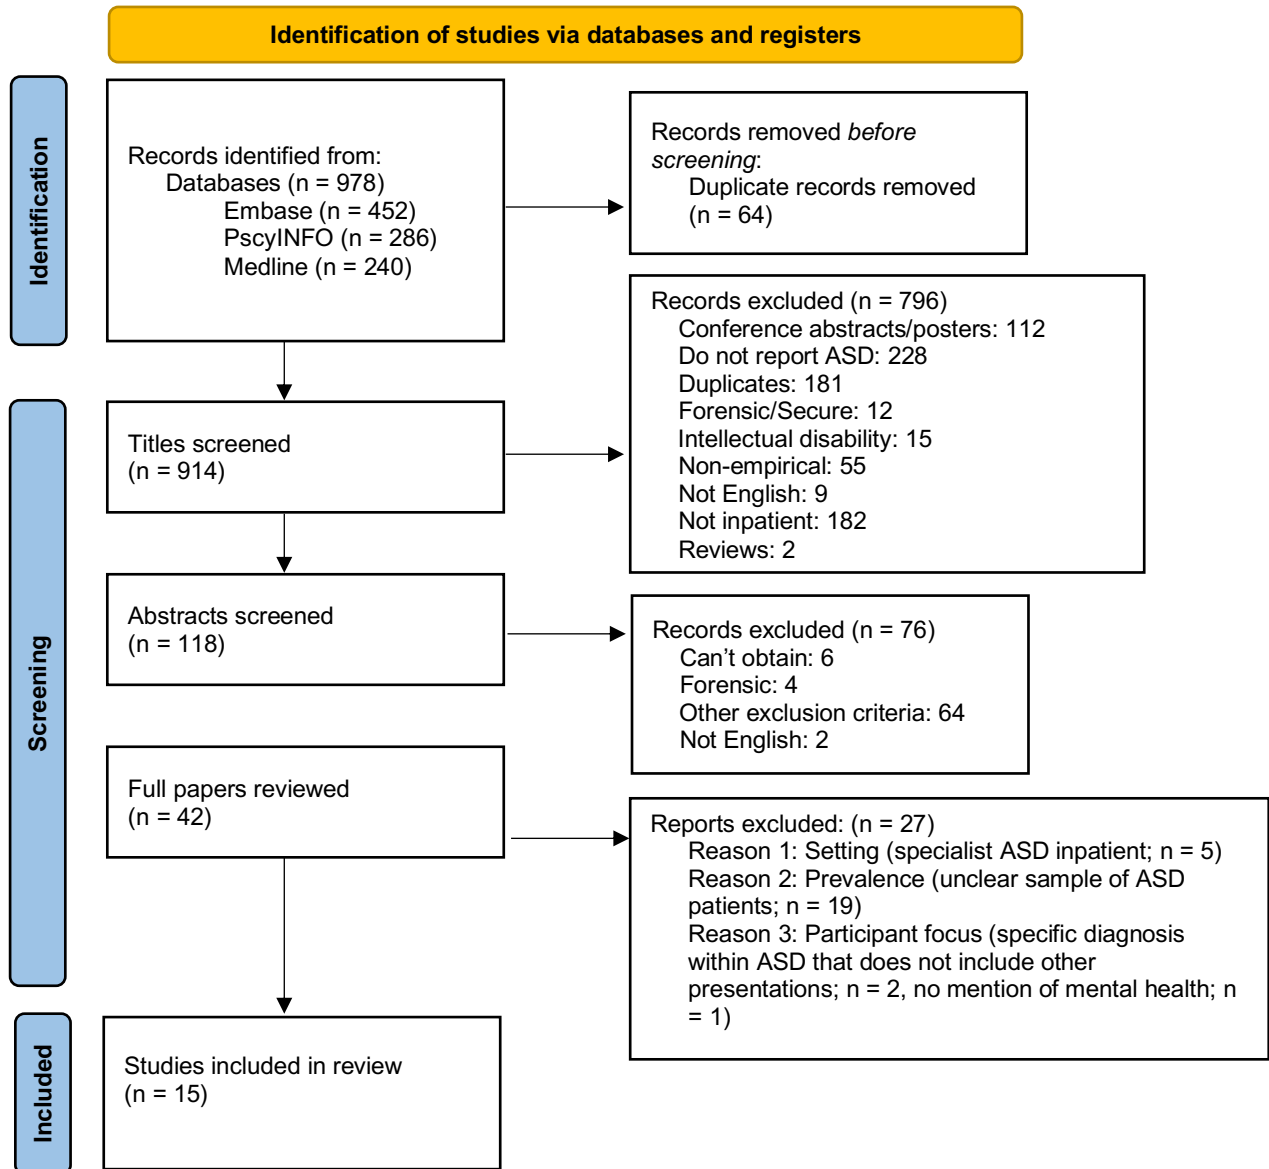 Identification of studies via databases and registers
Identification
Records identified from:
Databases (n = 978)
Embase (n = 452)
PscyINFO (n = 286)
Medline (n = 240)
Records removed before
screening:
Duplicate records removed
(n = 64)
Screening
Titles screened
(n = 914)
Records excluded (n = 796)
Conference abstracts/posters: 112
Do not report ASD: 228
Duplicates: 181
Forensic/Secure: 12
Intellectual disability: 15
Non-empirical: 55
Not English: 9
Not inpatient: 182
Reviews: 2
Abstracts screened
(n = 118)
Records excluded (n = 76)
Can’t obtain: 6
Forensic: 4
Other exclusion criteria: 64
Not English: 2
Full papers reviewed
(n = 42)
Reports excluded: (n = 27)
Reason 1: Setting (specialist ASD inpatient; n = 5)
Reason 2: Prevalence (unclear sample of ASD
patients; n = 19)
Reason 3: Participant focus (specific diagnosis
within ASD that does not include other
presentations; n = 2, no mention of mental health; n
= 1)
Included
Studies included in review
(n = 15)